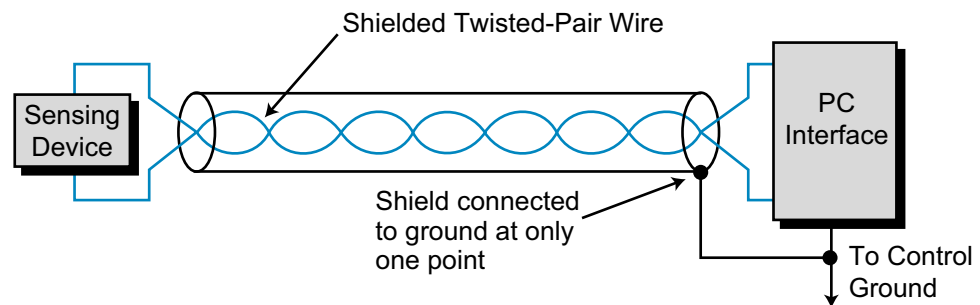 Shielded Twisted-Pair Wire
Sensing
Device
PC
Interface
Shield connected
to ground at only
one point
To Control
Ground